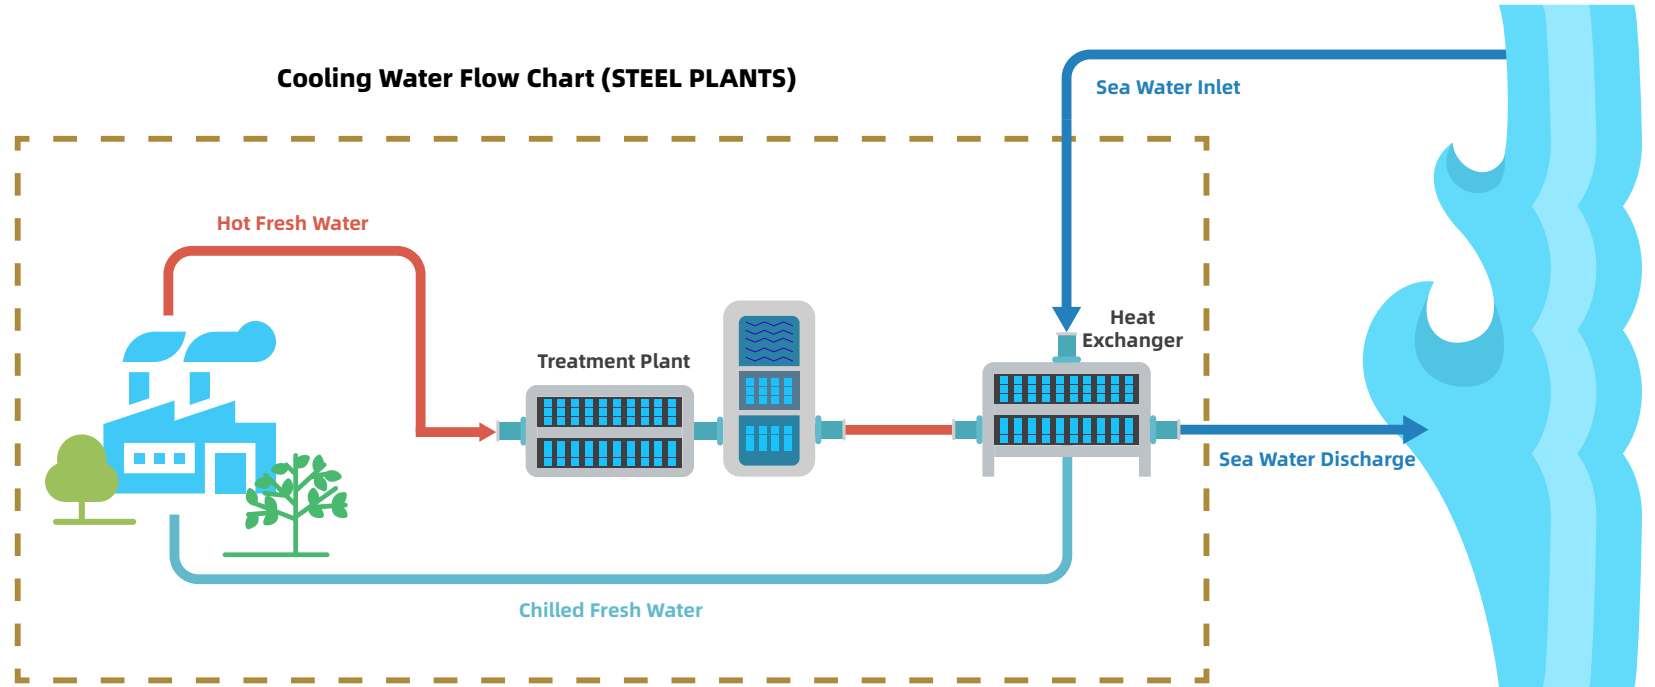 Cooling Water Flow Chart (STEEL PLANTS)
Sea Water Inlet
Hot Fresh Water
Heat
Exchanger
Treatment Plant
Sea Water Discharge
Chilled Fresh Water